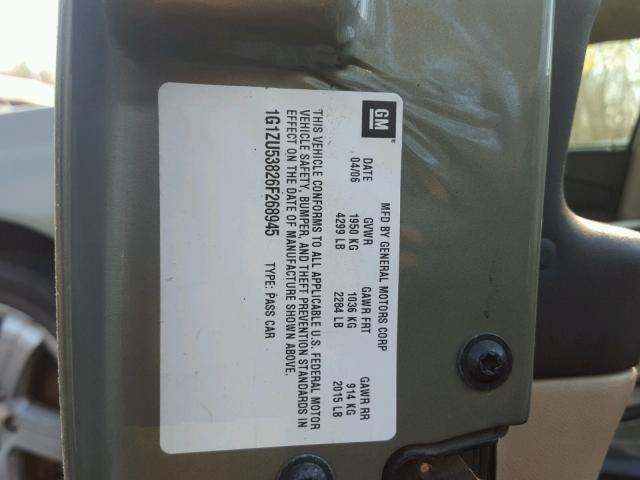 GM
MFD BY GENERAL MOTORS CORP
DATE GVWR GAWR FRT GAWR RR
04/06 1950 KG 1036 KG 914 KG
4299 LB 2284 LB 2015 LB
THIS VEHICLE CONFORMS TO ALL APPLICABLE U.S. FEDERAL MOTOR
VEHICLE SAFETY, BUMPER, AND THEFT PREVENTION STANDARDS IN
EFFECT ON THE DATE OF MANUFACTURE SHOWN ABOVE.
1G1ZU53826F268945 TYPE: PASS CAR